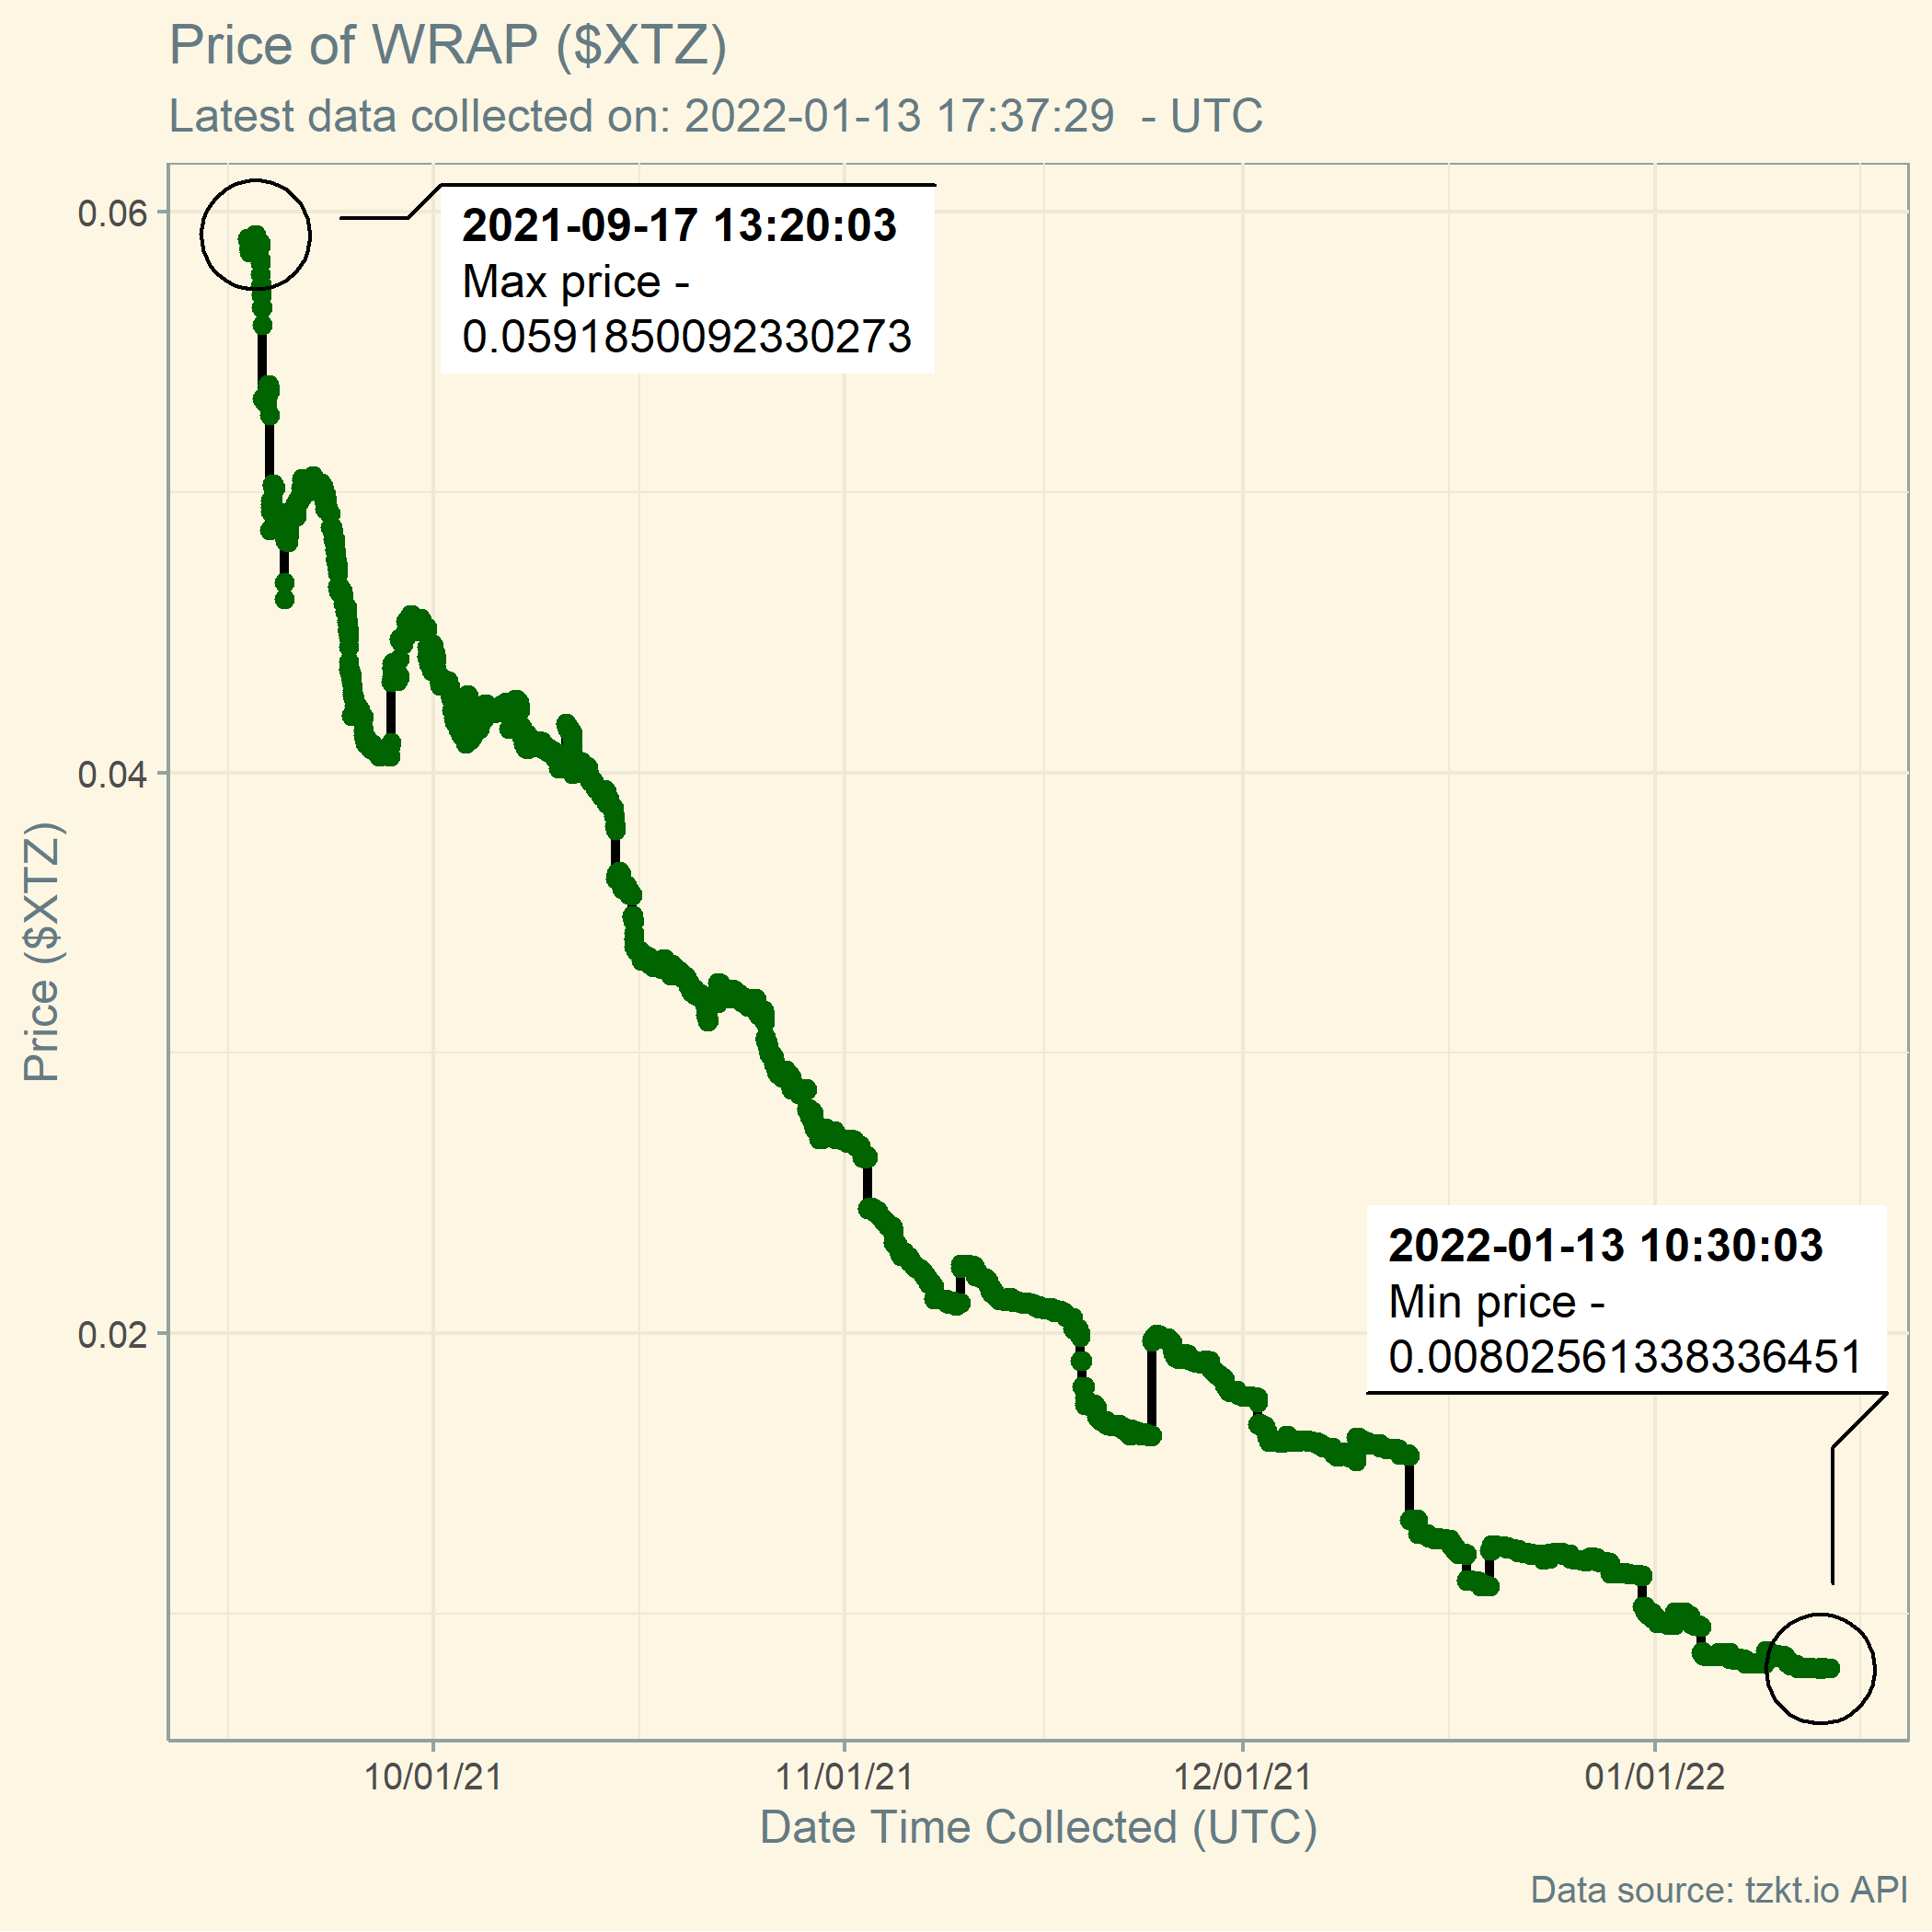 Price of WRAP ($XTZ)
Latest data collected on: 2022-01-13 17:37:29  - UTC
0.06
2021-09-17 13:20:03
Max price -
0.0591850092330273
0.04
Price ($XTZ)
2022-01-13 10:30:03
Min price -
0.00802561338336451
0.02
10/01/21
11/01/21
12/01/21
01/01/22
Date Time Collected (UTC)
Data source: tzkt.io API